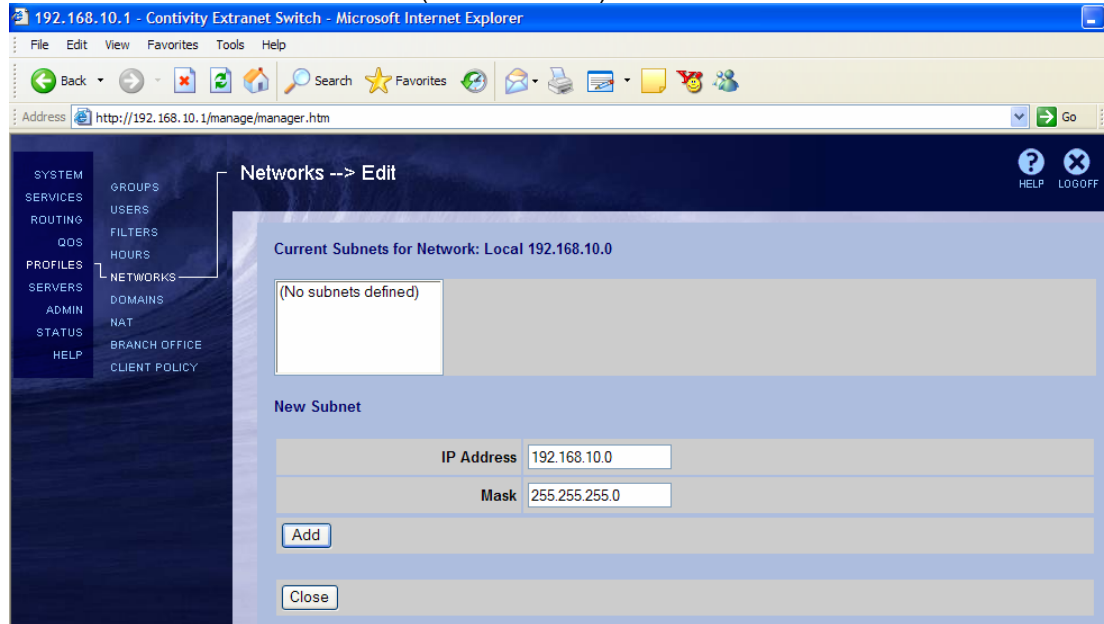 192.168.10.1 - Contivity Extranet Switch - Microsoft Internet Explorer
File Edit View Favorites Tools Help
Back Search Favorites
Address http://192.168.10.1/manage/manager.htm Go
Networks --> Edit
HELP LOGOFF
SYSTEM
SERVICES
ROUTING
QOS
PROFILES
SERVERS
ADMIN
STATUS
HELP
GROUPS
USERS
FILTERS
HOURS
NETWORKS
DOMAINS
NAT
BRANCH OFFICE
CLIENT POLICY
Current Subnets for Network: Local 192.168.10.0
(No subnets defined)
New Subnet
IP Address 192.168.10.0
Mask 255.255.255.0
Add
Close